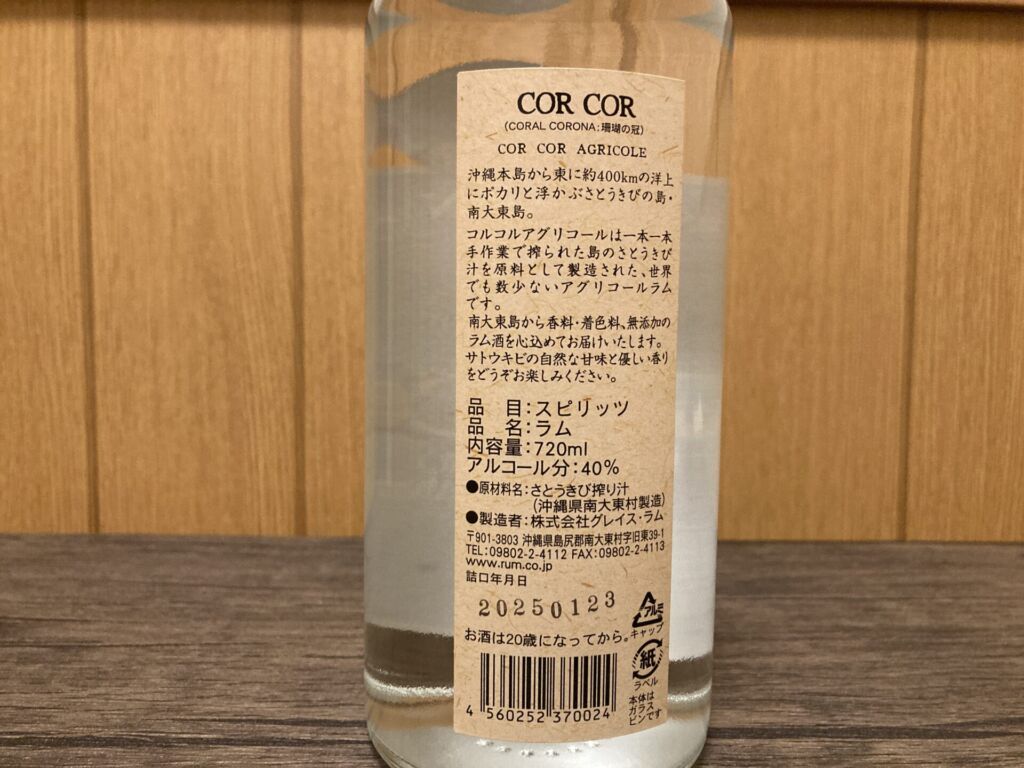 COR COR
(CORAL CORONA:珊瑚の冠)
COR COR AGRICOLE
沖縄本島から東に約400kmの洋上
にポカリと浮かぶさとうきびの島・
南大東島。
コルコルアグリコールは一本一本
手作業で搾られた島のさとうきび
汁を原料として製造された、世界
でも数少ないアグリコールラム
です。
南大東島から香料・着色料、無添加の
ラム酒を心込めてお届けいたします。
サトウキビの自然な甘味と優しい香り
をどうぞお楽しみください。
品 目:スピリッツ
品 名:ラム
内容量:720ml
アルコール分:40%
●原材料名:さとうきび搾り汁
(沖縄県南大東村製造)
●製造者:株式会社グレイス・ラム
〒901-3803 沖縄県島尻郡南大東村字旧東39-1
TEL:09802-2-4112 FAX:09802-2-4113
www.rum.co.jp
詰口年月日
20250123
お酒は20歳になってから。
アルミ
キャップ
紙
ラベル
本体は
ガラス
ビンです
4 560252 370024